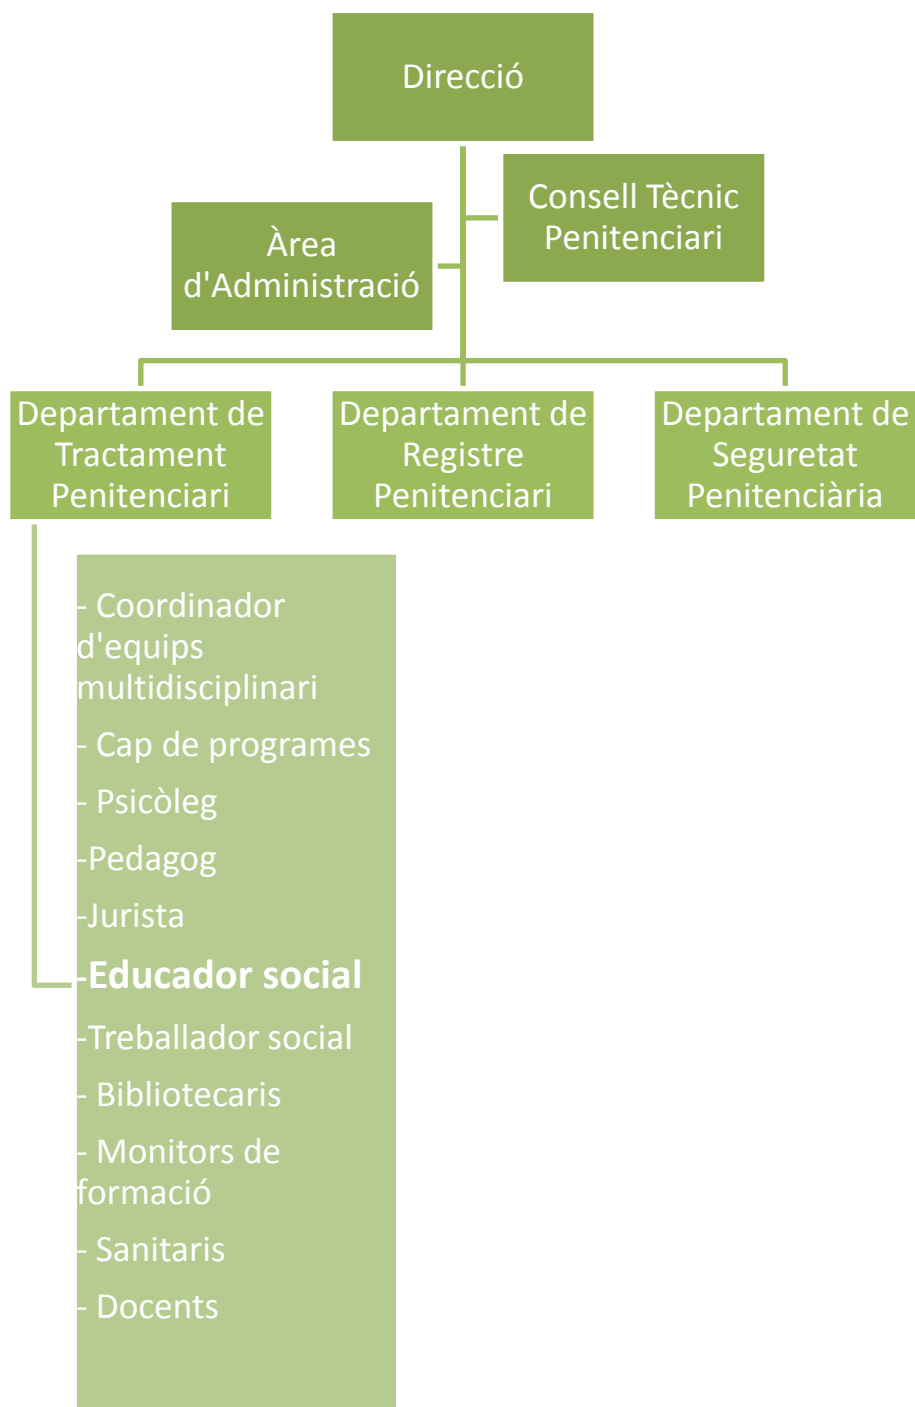 Direcció
Consell Tècnic
Penitenciari
Àrea
d'Administració
Departament de
Tractament
Penitenciari
Departament de
Registre
Penitenciari
Departament de
Seguretat
Penitenciària
- Coordinador
d'equips
multidisciplinari
- Cap de programes
- Psicòleg
-Pedagog
-Jurista
-Educador social
-Treballador social
- Bibliotecaris
- Monitors de
formació
- Sanitaris
- Docents